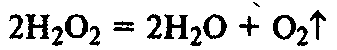 2H₂O₂ = 2H₂O + O₂↑